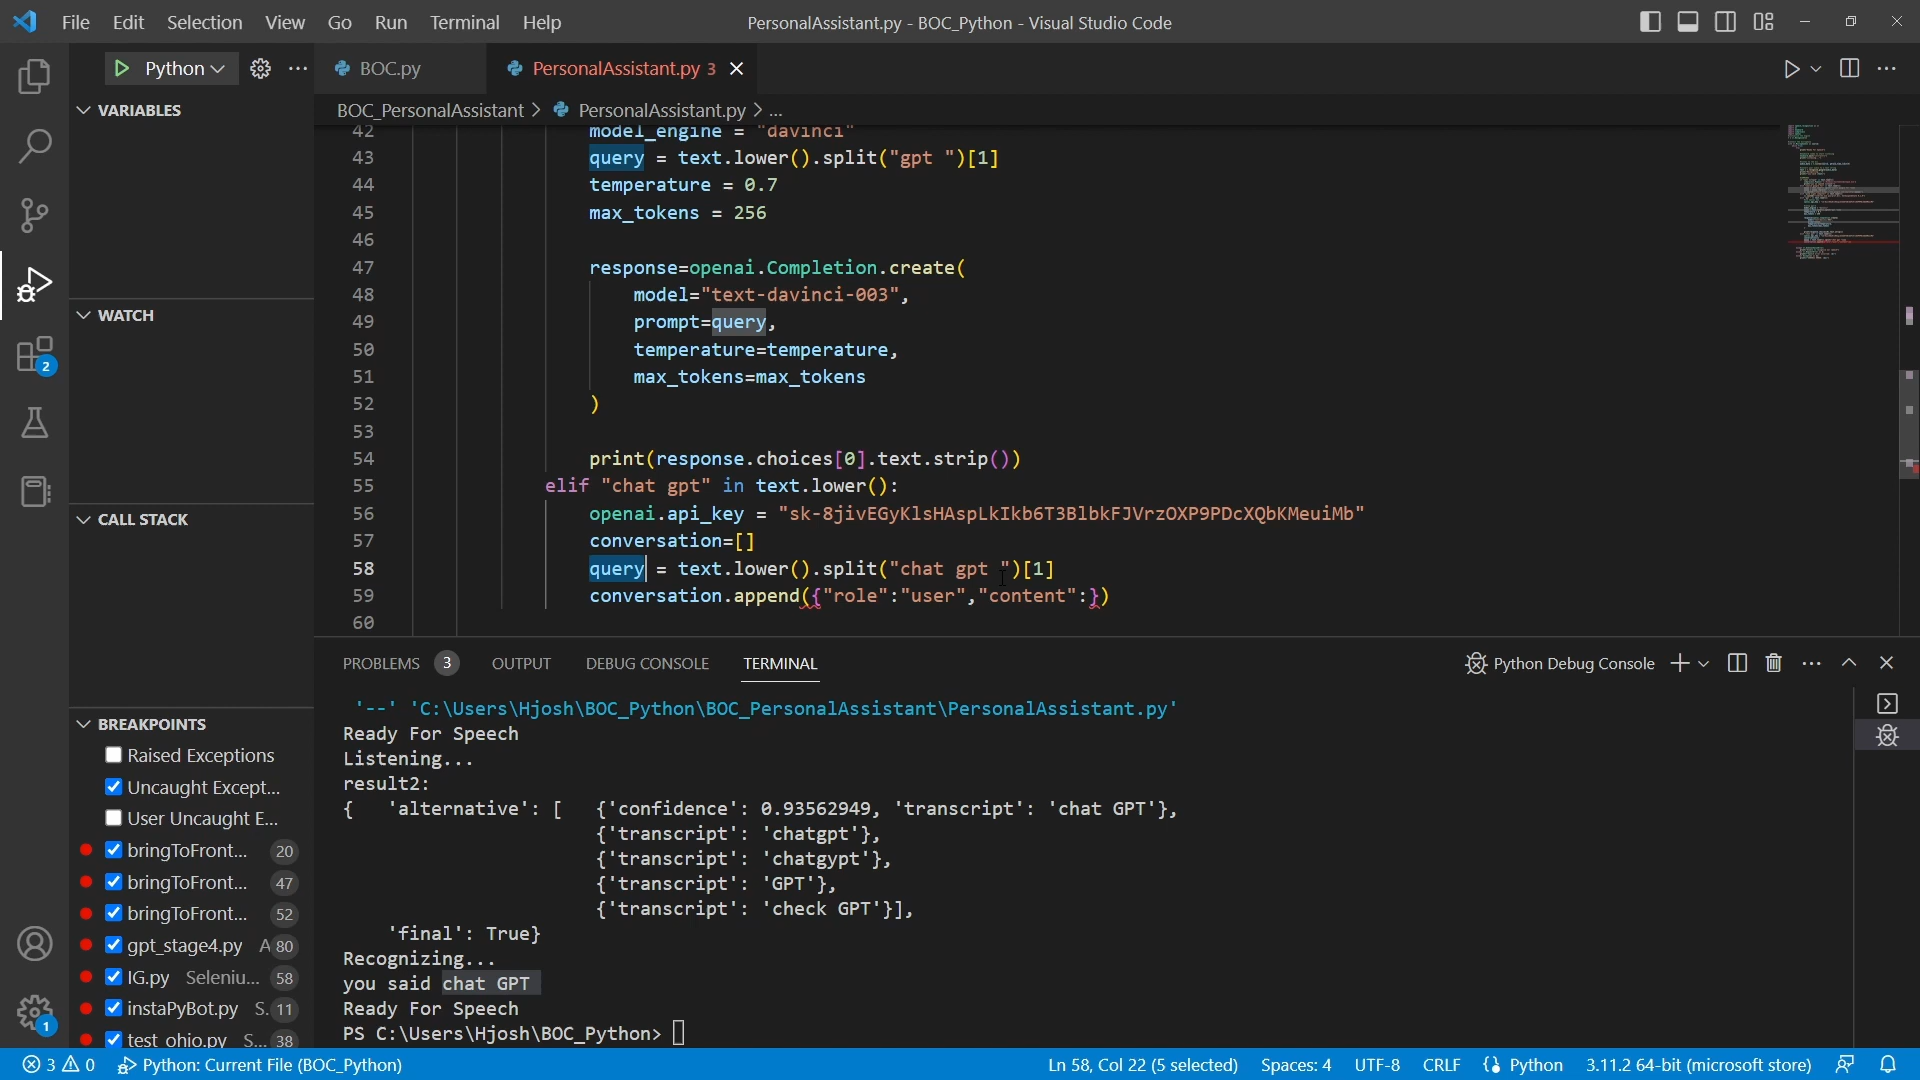 File Edit Selection View Go Run Terminal Help
PersonalAssistant.py - BOC_Python - Visual Studio Code
Python
BOC.py
PersonalAssistant.py 3
BOC_PersonalAssistant > PersonalAssistant.py > ...
VARIABLES
WATCH
CALL STACK
BREAKPOINTS
Raised Exceptions
Uncaught Except...
User Uncaught E...
bringToFront... 20
bringToFront... 47
bringToFront... 52
gpt_stage4.py A 80
IG.py Seleniu... 58
instaPyBot.py S. 11
test_ohio.py S... 38
2
1
42 model_engine = "davinci"
43 query = text.lower().split("gpt ")[1]
44 temperature = 0.7
45 max_tokens = 256
46
47 response=openai.Completion.create(
48 model="text-davinci-003",
49 prompt=query,
50 temperature=temperature,
51 max_tokens=max_tokens
52 )
53
54 print(response.choices[0].text.strip())
55 elif "chat gpt" in text.lower():
56 openai.api_key = "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"
57 conversation=[]
58 query = text.lower().split("chat gpt ")[1]
59 conversation.append({"role":"user","content":})
60
PROBLEMS 3 OUTPUT DEBUG CONSOLE TERMINAL
Python Debug Console
'--' 'C:\Users\Hjosh\BOC_Python\BOC_PersonalAssistant\PersonalAssistant.py'
Ready For Speech
Listening...
result2:
{ 'alternative': [ {'confidence': 0.93562949, 'transcript': 'chat GPT'},
{'transcript': 'chatgpt'},
{'transcript': 'chatgypt'},
{'transcript': 'GPT'},
{'transcript': 'check GPT'}],
'final': True}
Recognizing...
you said chat GPT
Ready For Speech
PS C:\Users\Hjosh\BOC_Python>
3 0 Python: Current File (BOC_Python)
Ln 58, Col 22 (5 selected) Spaces: 4 UTF-8 CRLF Python 3.11.2 64-bit (microsoft store)